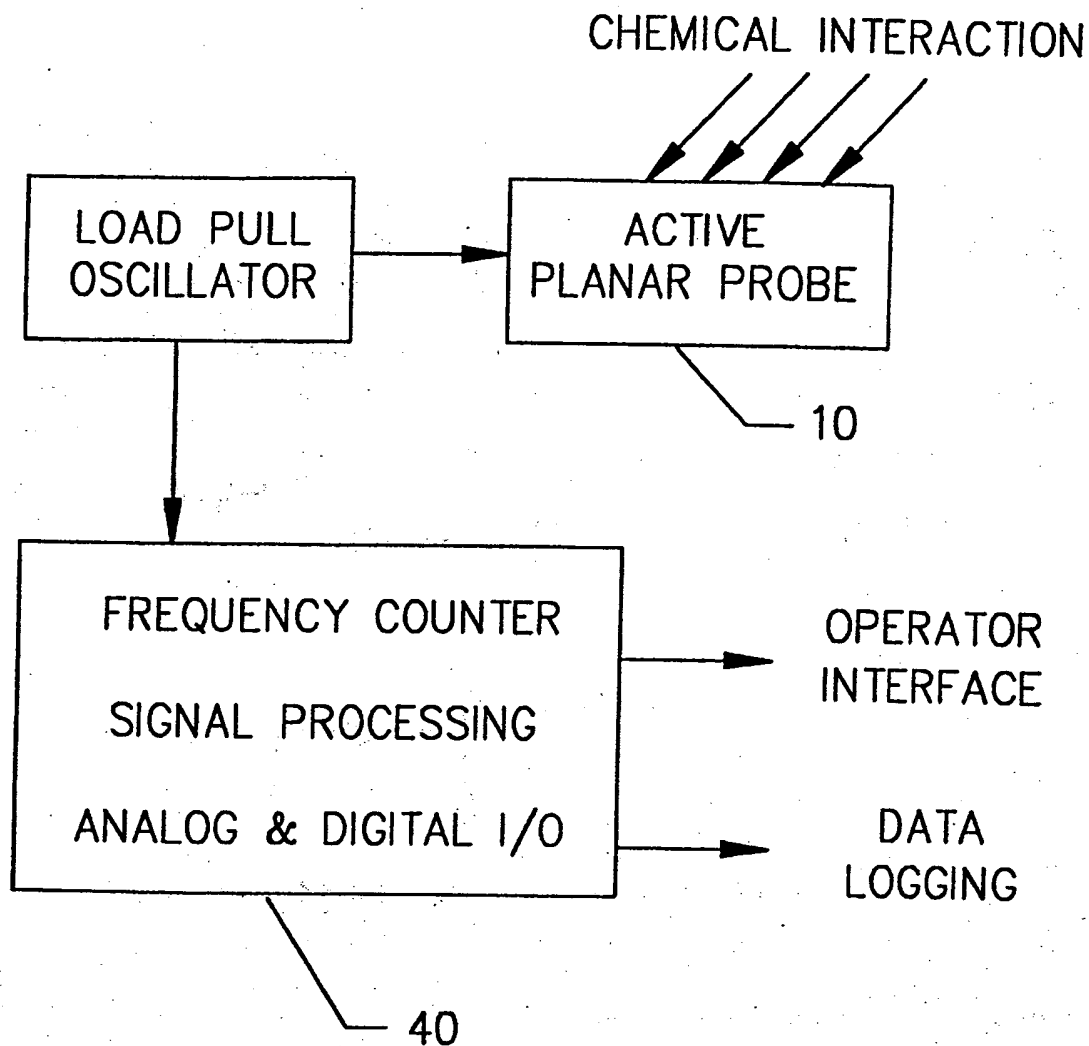 CHEMICAL INTERACTION
LOAD PULL
OSCILLATOR
ACTIVE
PLANAR PROBE
10
FREQUENCY COUNTER
SIGNAL PROCESSING
ANALOG & DIGITAL I/O
OPERATOR
INTERFACE
DATA
LOGGING
40